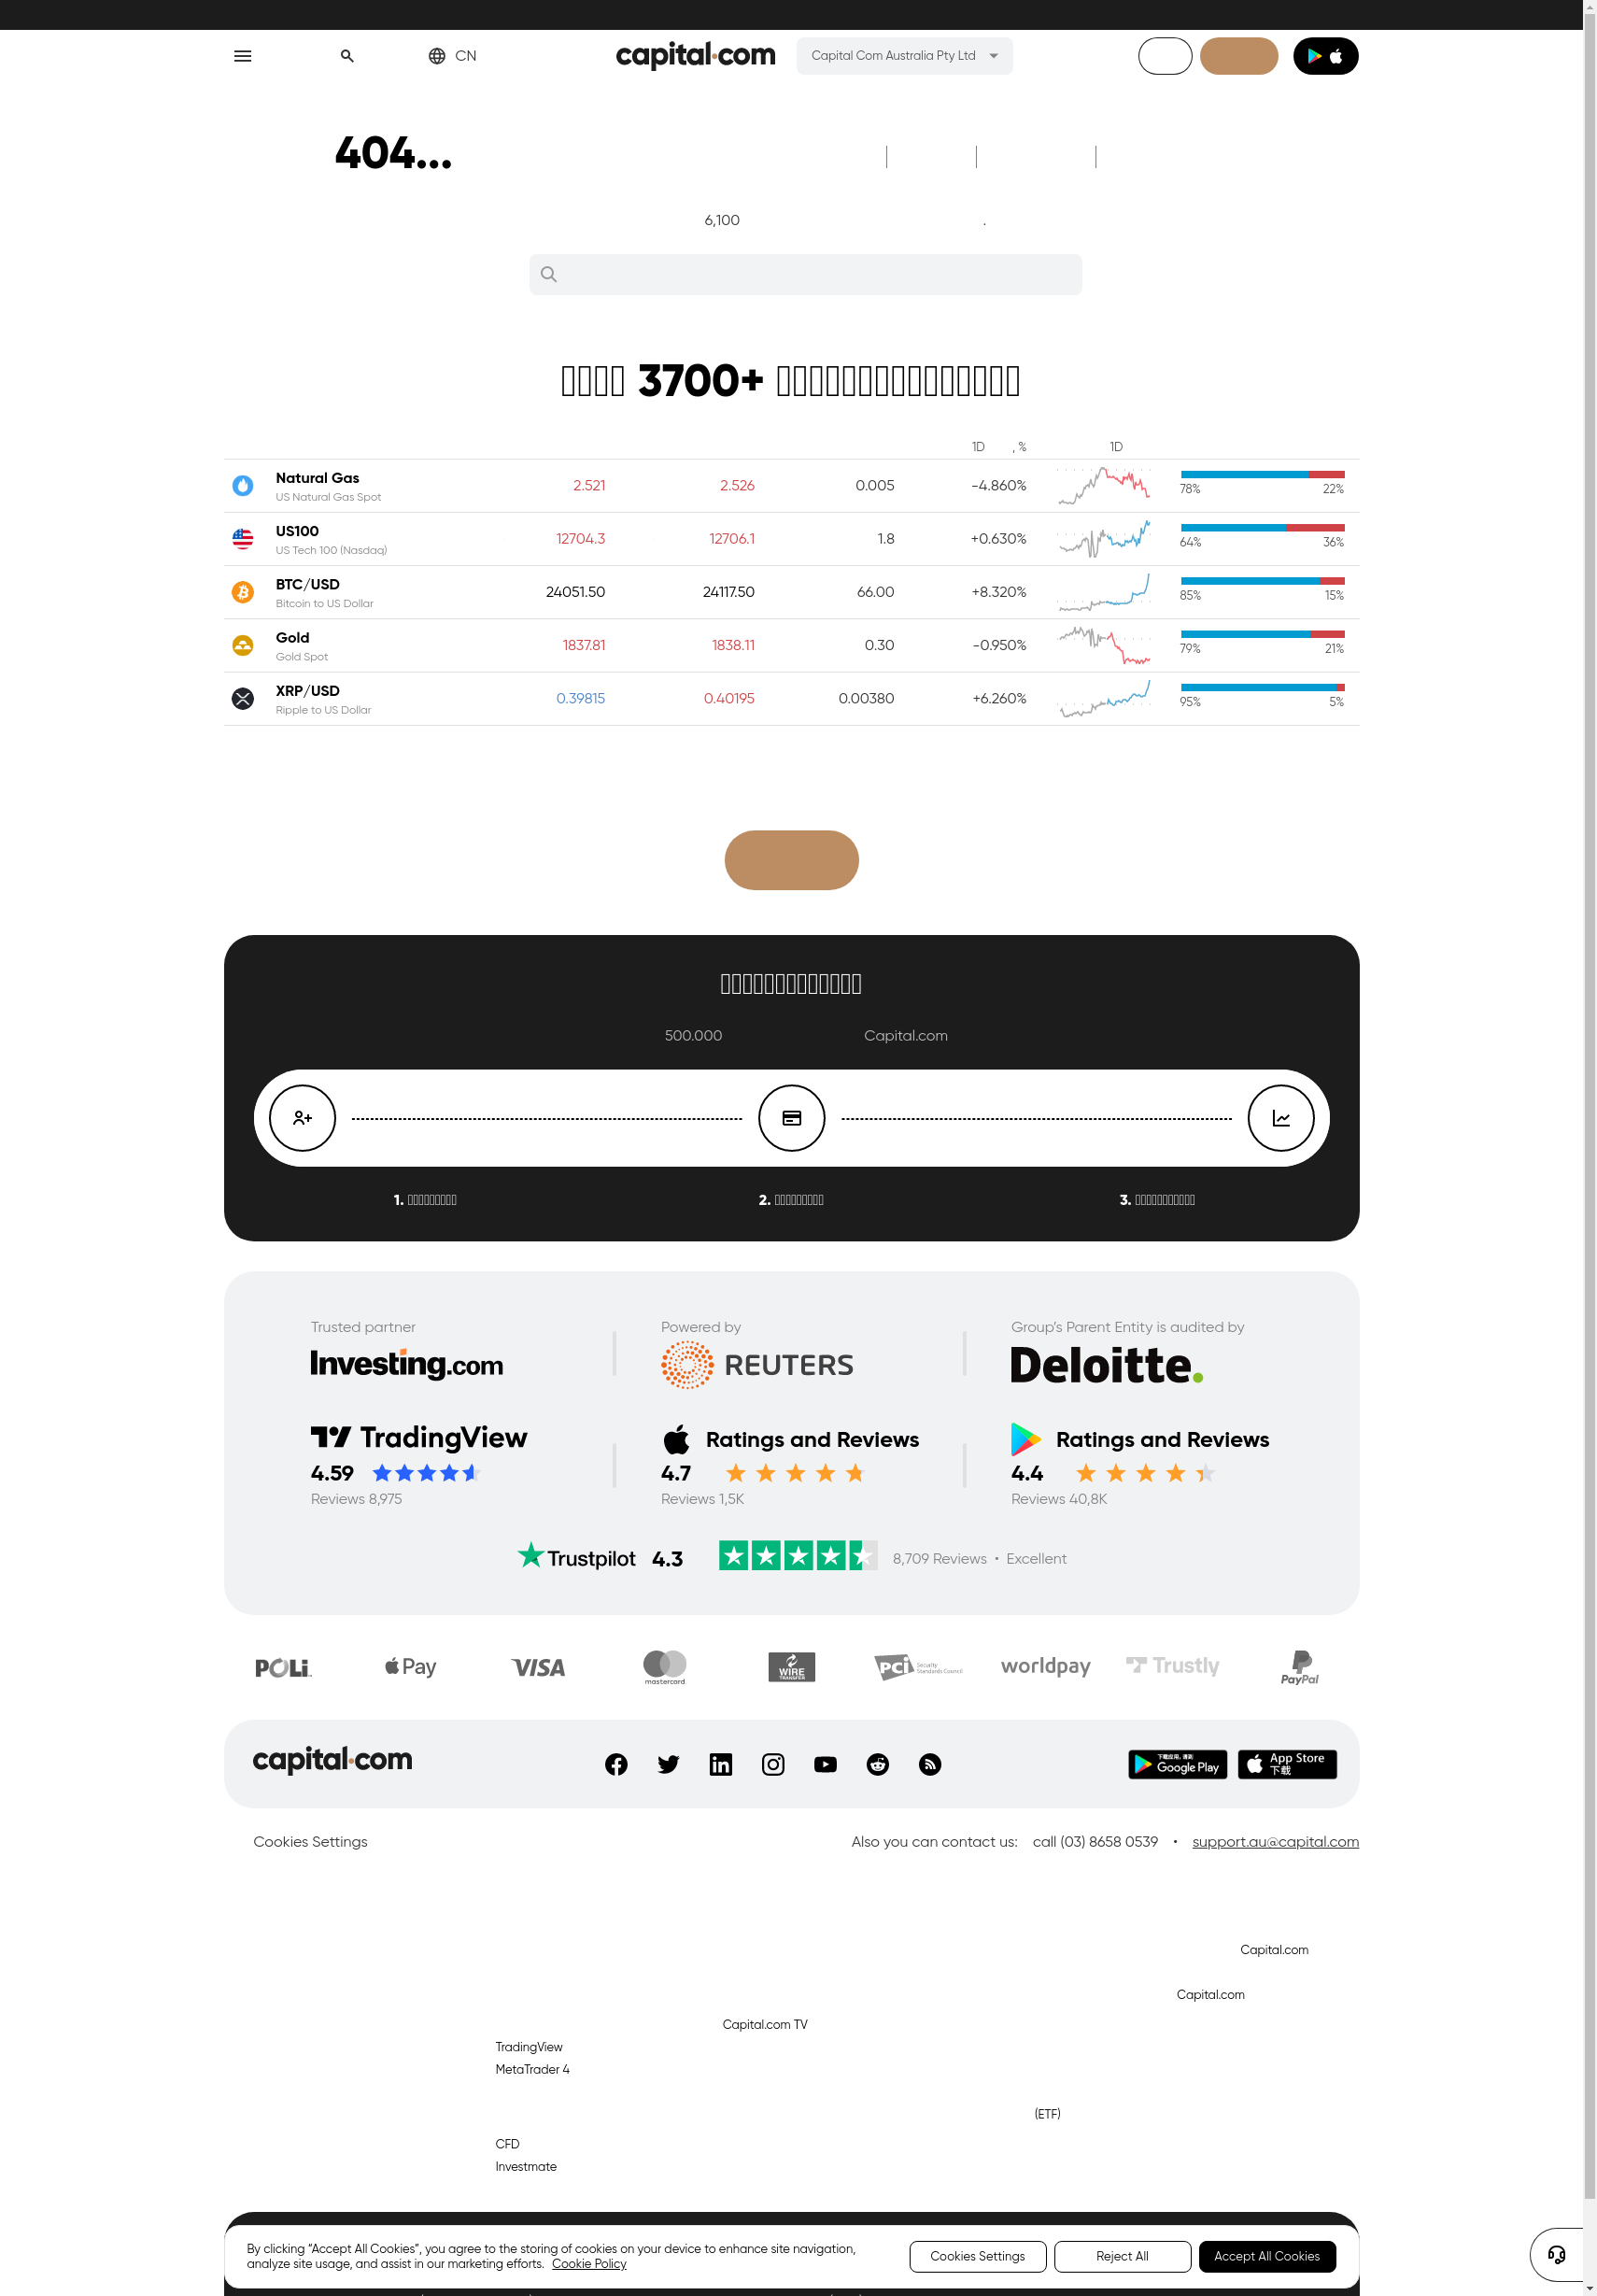 CN
capital.com
Capital Com Australia Pty Ltd
404...
6,100 .
3700+
1D , % 1D
Natural Gas
US Natural Gas Spot
2.521 2.526 0.005 -4.860% 78% 22%
US100
US Tech 100 (Nasdaq)
12704.3 12706.1 1.8 +0.630% 64% 36%
BTC/USD
Bitcoin to US Dollar
24051.50 24117.50 66.00 +8.320% 85% 15%
Gold
Gold Spot
1837.81 1838.11 0.30 -0.950% 79% 21%
XRP/USD
Ripple to US Dollar
0.39815 0.40195 0.00380 +6.260% 95% 5%
500.000 Capital.com
1.
2.
3.
Trusted partner
Investing.com
Powered by
REUTERS
Group's Parent Entity is audited by
Deloitte.
TradingView
4.59
Reviews 8,975
Ratings and Reviews
4.7
Reviews 1,5K
Ratings and Reviews
4.4
Reviews 40,8K
Trustpilot 4.3 8,709 Reviews • Excellent
POLi
Pay
VISA
mastercard
WIRE
TRANSFER
PCi Security
Standards Council
worldpay
Trustly
PayPal
capital.com
下载应用, 请到
Google Play
App Store
下载
Cookies Settings
Also you can contact us: call (03) 8658 0539 • support.au@capital.com
Capital.com
Capital.com
Capital.com TV
TradingView
MetaTrader 4
(ETF)
CFD
Investmate
By clicking “Accept All Cookies”, you agree to the storing of cookies on your device to enhance site navigation,
analyze site usage, and assist in our marketing efforts. Cookie Policy
Cookies Settings
Reject All
Accept All Cookies